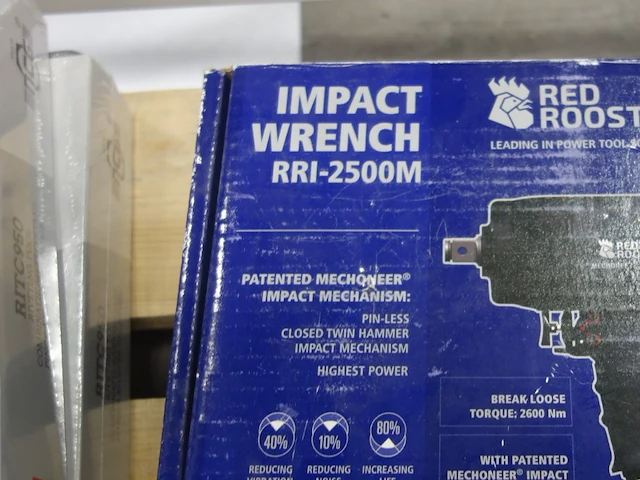 IMPACT
WRENCH
RRI-2500M
RED
ROOST
LEADING IN POWER TOOL
RED
PATENTED MECHONEER®
IMPACT MECHANISM:
PIN-LESS
CLOSED TWIN HAMMER
IMPACT MECHANISM
HIGHEST POWER
BREAK LOOSE
TORQUE: 2600 Nm
40%
10%
80%
REDUCING
REDUCING
INCREASING
WITH PATENTED
MECHONEER® IMPACT
RITC950